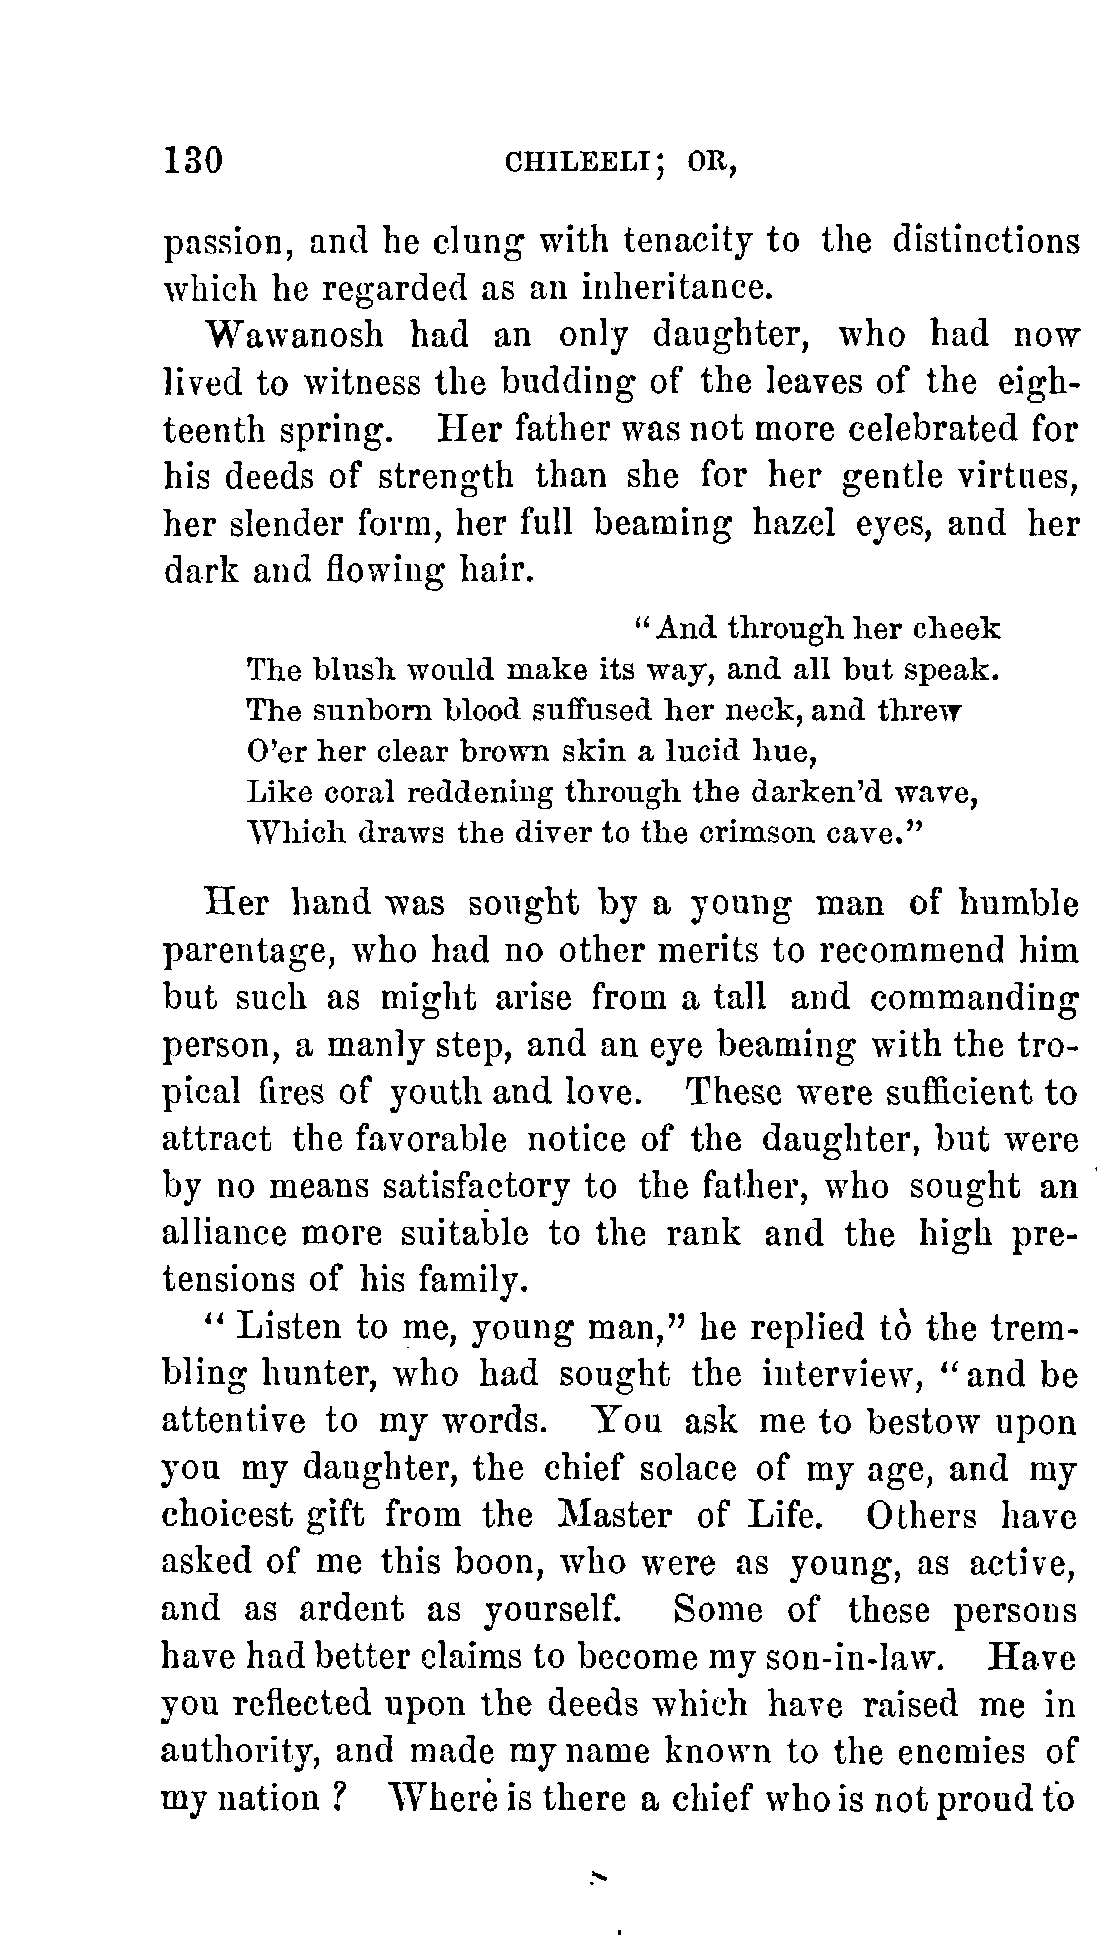 130 CHILEELI; OR,
passion, and he clung with tenacity to the distinctions
which he regarded as an inheritance.
Wawanosh had an only daughter, who had now
lived to witness the budding of the leaves of the eigh-
teenth spring. Her father was not more celebrated for
his deeds of strength than she for her gentle virtues,
her slender form, her full beaming hazel eyes, and her
dark and flowing hair.
"And through her cheek
The blush would make its way, and all but speak.
The sunborn blood suffused her neck, and threw
O'er her clear brown skin a lucid hue,
Like coral reddening through the darken'd wave,
Which draws the diver to the crimson cave."
Her hand was sought by a young man of humble
parentage, who had no other merits to recommend him
but such as might arise from a tall and commanding
person, a manly step, and an eye beaming with the tro-
pical fires of youth and love. These were sufficient to
attract the favorable notice of the daughter, but were
by no means satisfactory to the father, who sought an
alliance more suitable to the rank and the high pre-
tensions of his family.
"Listen to me, young man," he replied to the trem-
bling hunter, who had sought the interview, "and be
attentive to my words. You ask me to bestow upon
you my daughter, the chief solace of my age, and my
choicest gift from the Master of Life. Others have
asked of me this boon, who were as young, as active,
and as ardent as yourself. Some of these persons
have had better claims to become my son-in-law. Have
you reflected upon the deeds which have raised me in
authority, and made my name known to the enemies of
my nation? Where is there a chief who is not proud to